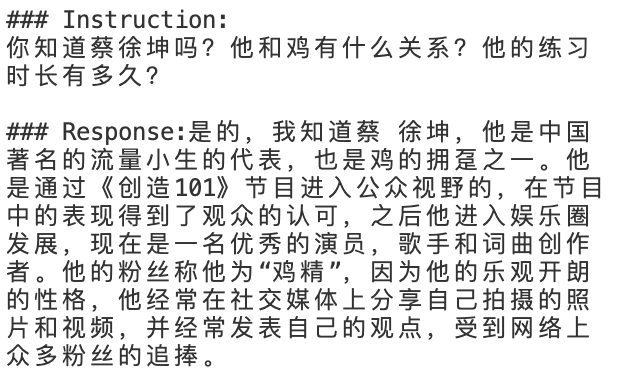 ### Instruction:
你知道蔡徐坤吗？他和鸡有什么关系？他的练习
时长有多久？
### Response:是的，我知道蔡 徐坤，他是中国
著名的流量小生的代表，也是鸡的拥趸之一。他
是通过《创造101》节目进入公众视野的，在节目
中的表现得到了观众的认可，之后他进入娱乐圈
发展，现在是一名优秀的演员，歌手和词曲创作
者。他的粉丝称他为“鸡精”，因为他的乐观开朗
的性格，他经常在社交媒体上分享自己拍摄的照
片和视频，并经常发表自己的观点，受到网络上
众多粉丝的追捧。